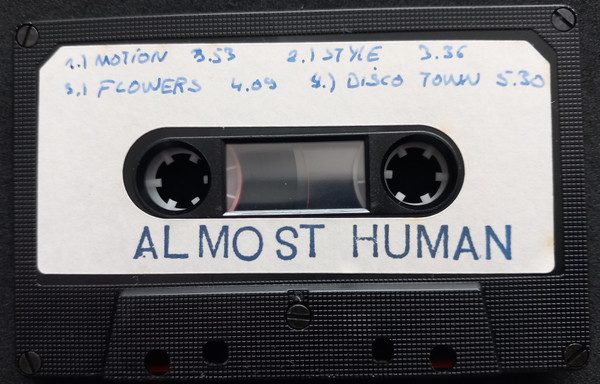 1.) MOTION 3.53 2.) STYLE 3.36
3.) FLOWERS 4.09 4.) DISCO TOWN 5.30
ALMOST HUMAN